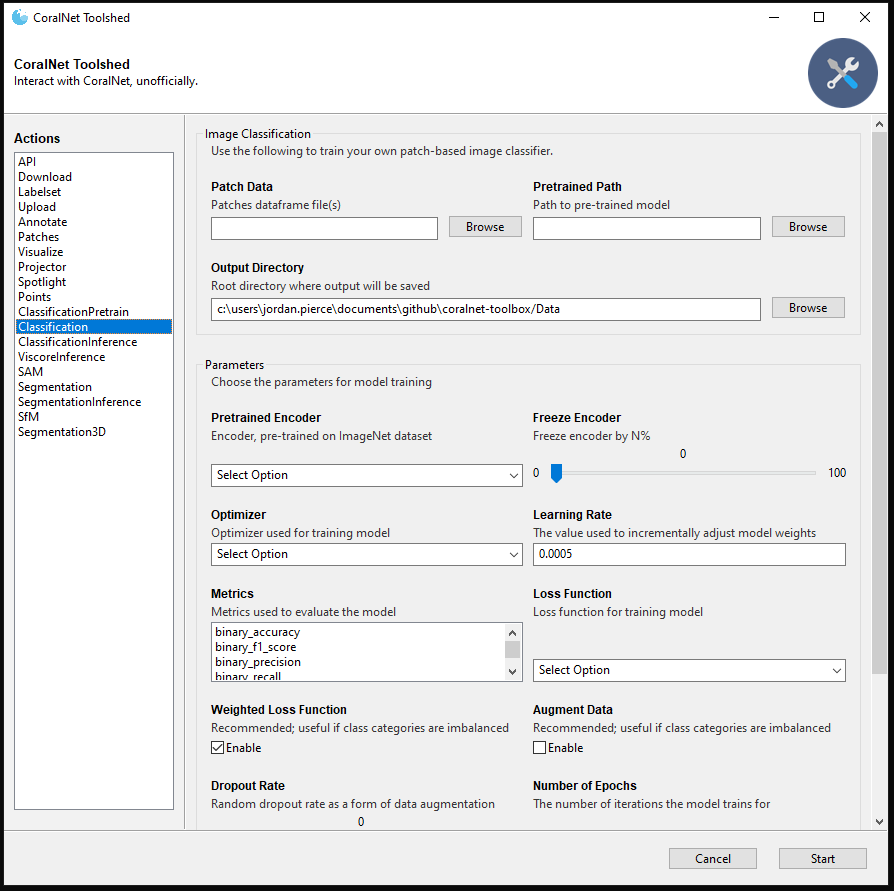 CoralNet Toolshed
CoralNet Toolshed
Interact with CoralNet, unofficially.
Actions
API
Download
Labelset
Upload
Annotate
Patches
Visualize
Projector
Spotlight
Points
ClassificationPretrain
Classification
ClassificationInference
ViscoreInference
SAM
Segmentation
SegmentationInference
SfM
Segmentation3D
Image Classification
Use the following to train your own patch-based image classifier.
Patch Data
Patches dataframe file(s)
Browse
Pretrained Path
Path to pre-trained model
Browse
Output Directory
Root directory where output will be saved
c:\users\jordan.pierce\documents\github\coralnet-toolbox/Data
Browse
Parameters
Choose the parameters for model training
Pretrained Encoder
Encoder, pre-trained on ImageNet dataset
Select Option
Freeze Encoder
Freeze encoder by N%
0
0 100
Optimizer
Optimizer used for training model
Select Option
Learning Rate
The value used to incrementally adjust model weights
0.0005
Metrics
Metrics used to evaluate the model
binary_accuracy
binary_f1_score
binary_precision
binary_recall
Loss Function
Loss function for training model
Select Option
Weighted Loss Function
Recommended; useful if class categories are imbalanced
Enable
Augment Data
Recommended; useful if class categories are imbalanced
Enable
Dropout Rate
Random dropout rate as a form of data augmentation
0
Number of Epochs
The number of iterations the model trains for
Cancel
Start